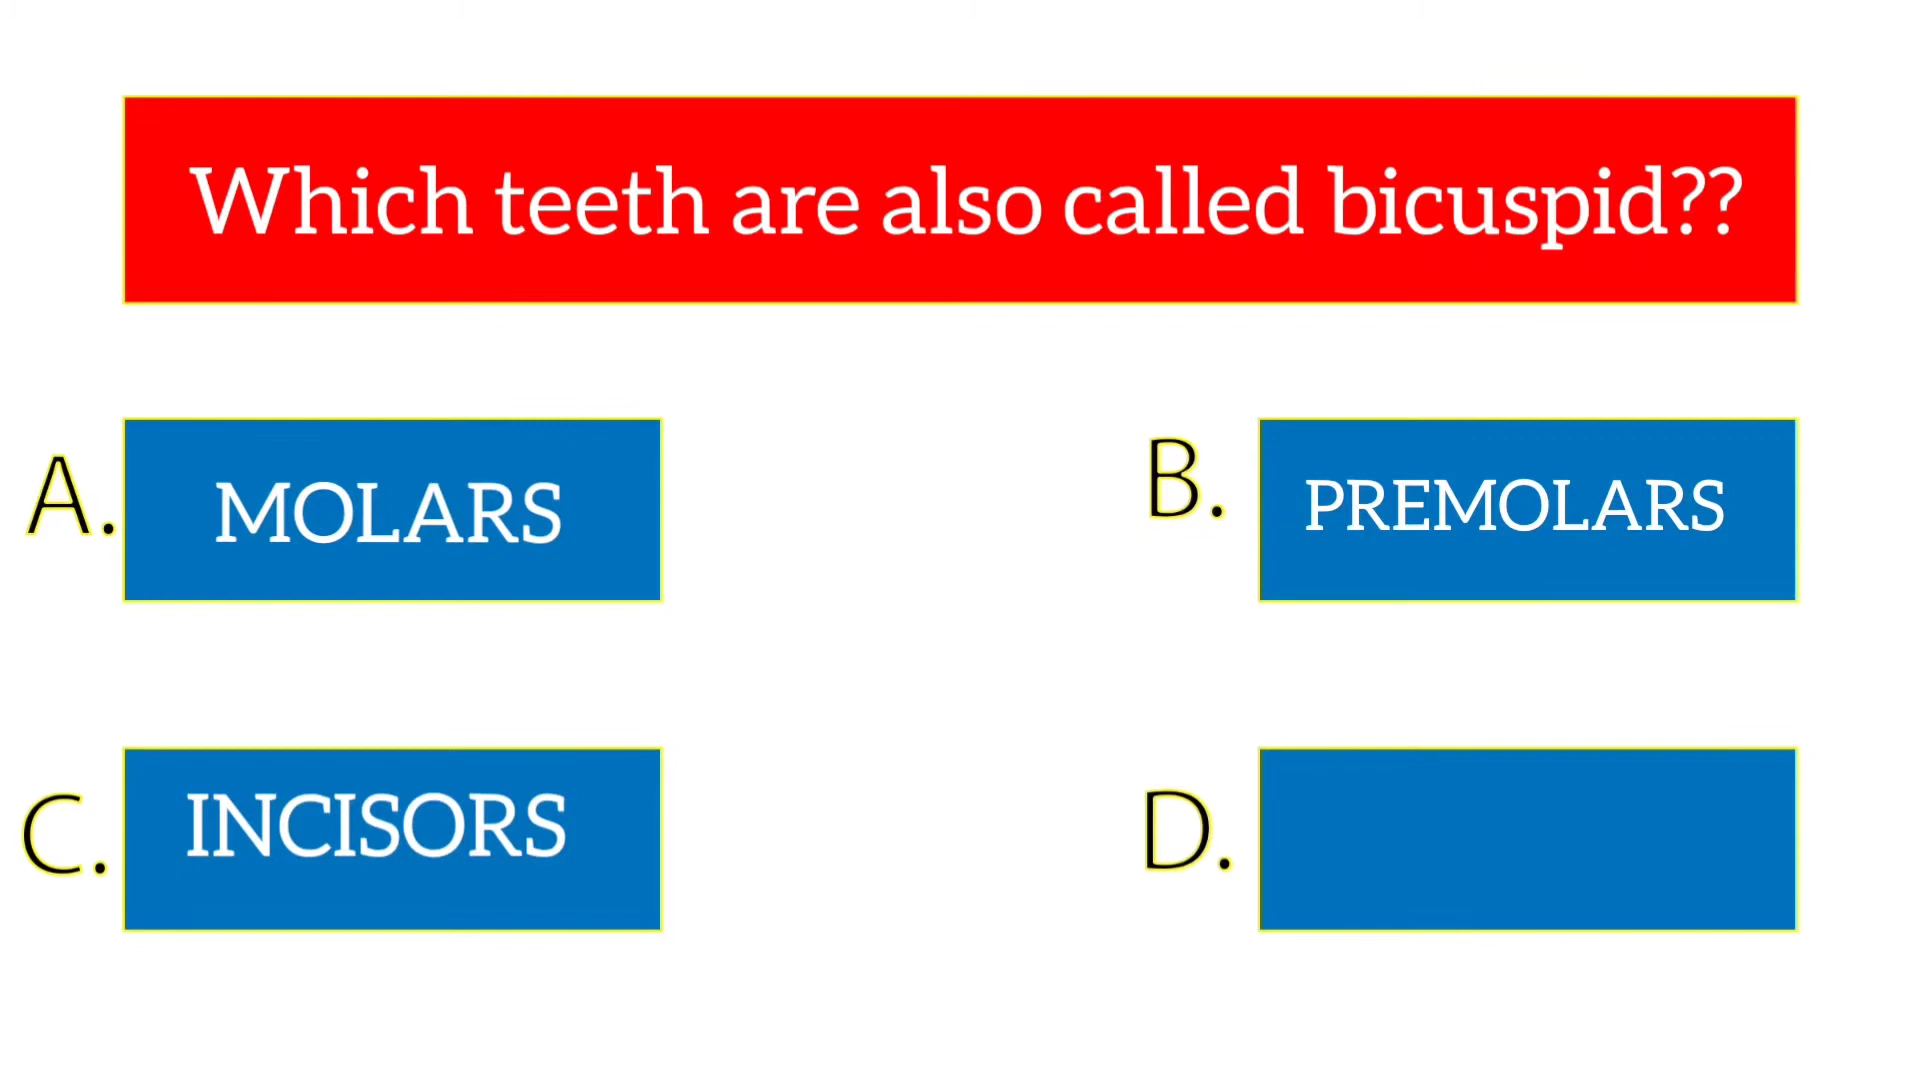 Which teeth are also called bicuspid??
A. MOLARS
B. PREMOLARS
C. INCISORS
D.